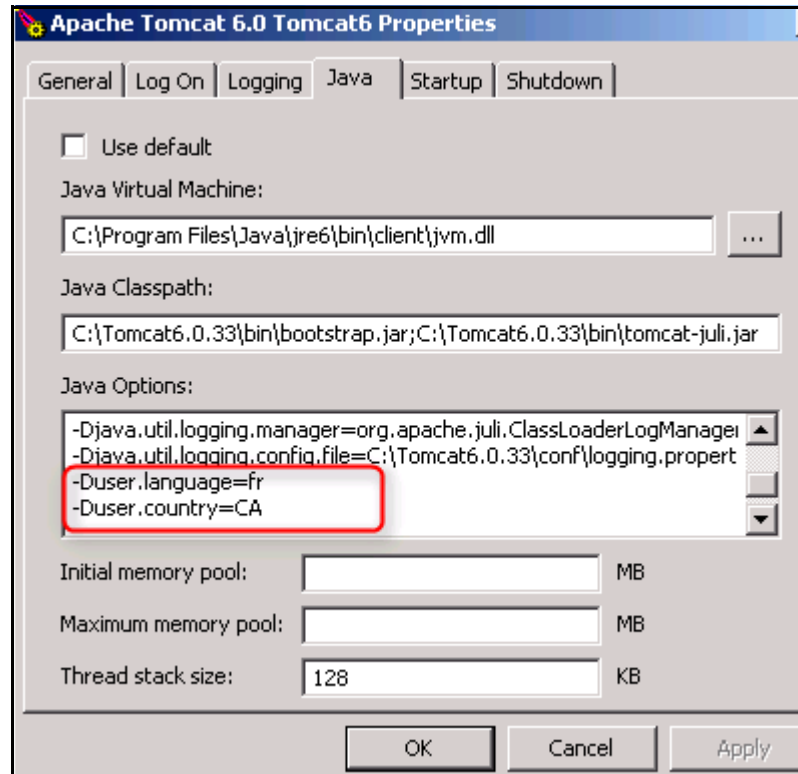 Apache Tomcat 6.0 Tomcat6 Properties
General Log On Logging Java Startup Shutdown
Use default
Java Virtual Machine:
C:\Program Files\Java\jre6\bin\client\jvm.dll ...
Java Classpath:
C:\Tomcat6.0.33\bin\bootstrap.jar;C:\Tomcat6.0.33\bin\tomcat-juli.jar
Java Options:
-Djava.util.logging.manager=org.apache.juli.ClassLoaderLogManager
-Djava.util.logging.config.file=C:\Tomcat6.0.33\conf\logging.propert
-Duser.language=fr
-Duser.country=CA
Initial memory pool: MB
Maximum memory pool: MB
Thread stack size: 128 KB
OK Cancel Apply